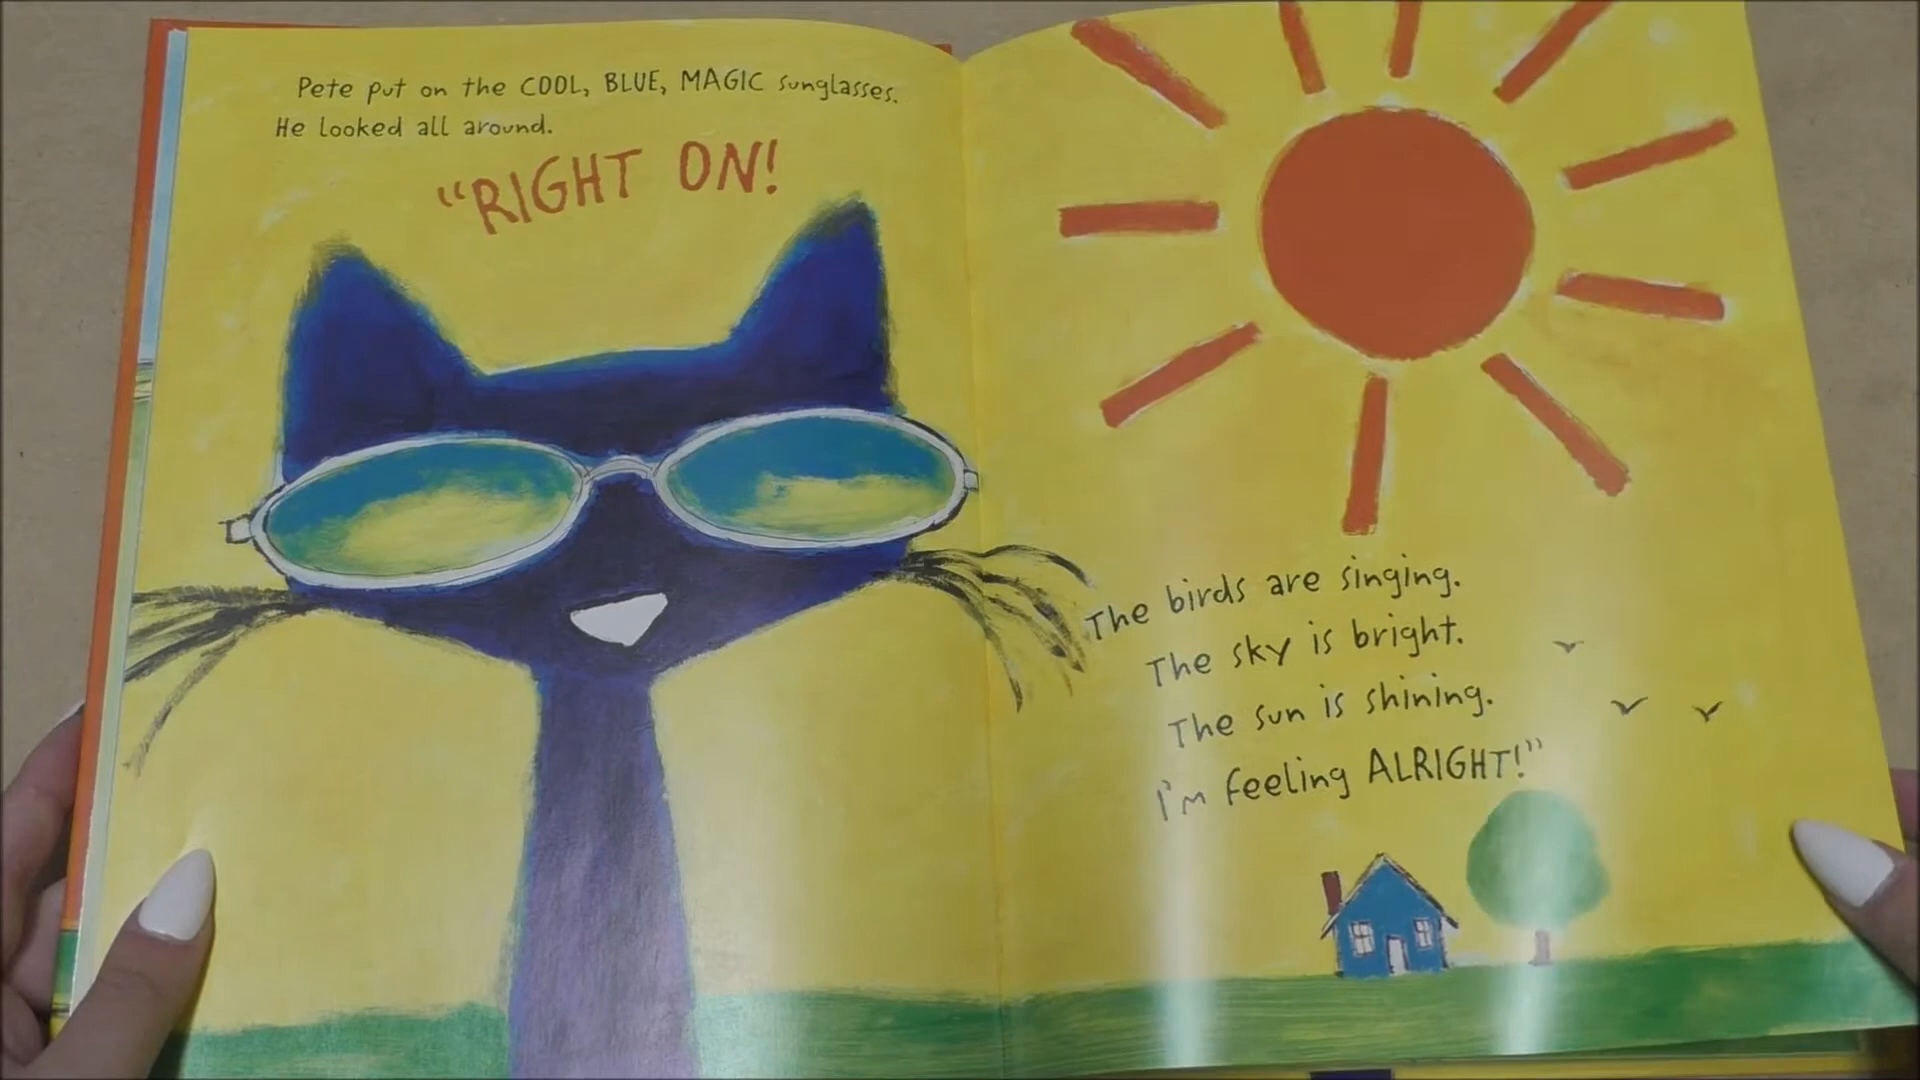 Pete put on the COOL, BLUE, MAGIC sunglasses.
He looked all around.
"RIGHT ON!
The birds are singing.
The sky is bright.
The sun is shining.
I'm feeling ALRIGHT!"